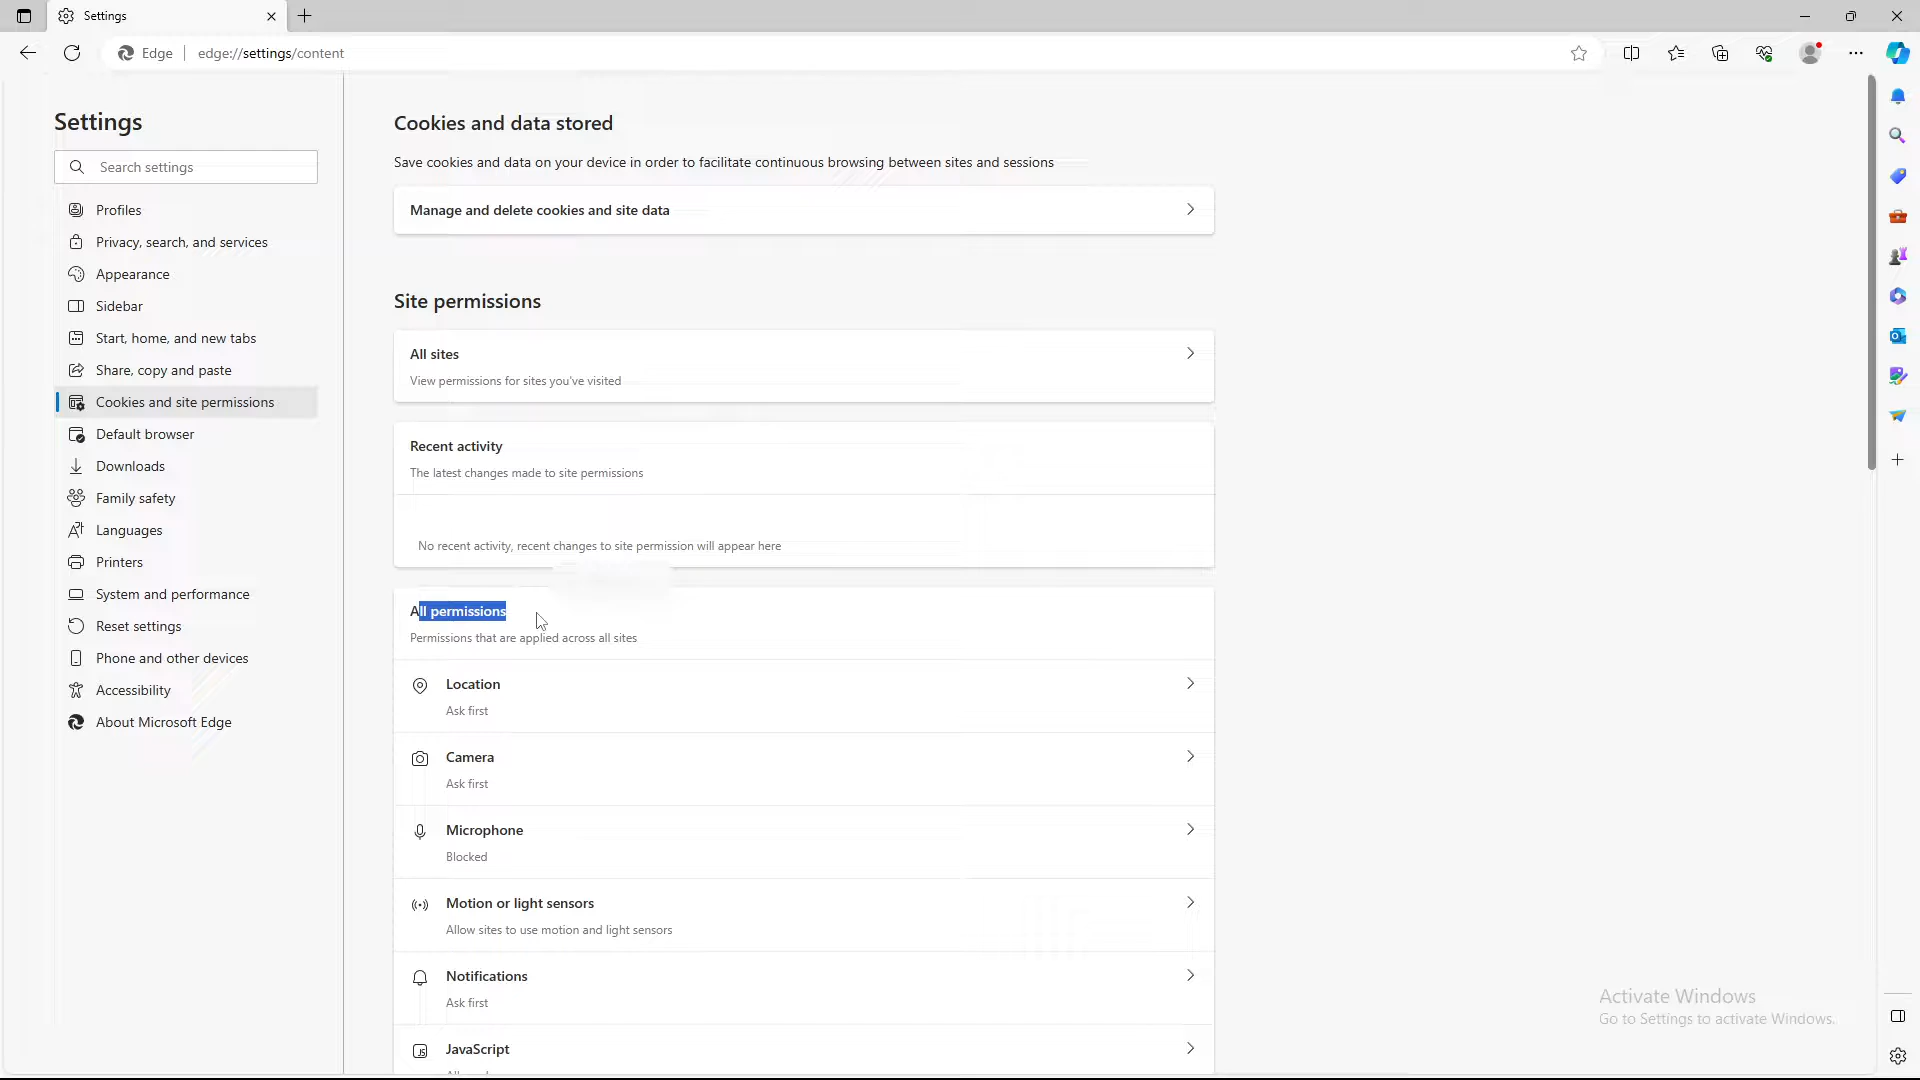 Settings
Edge
edge://settings/content
Settings
Search settings
Profiles
Privacy, search, and services
Appearance
Sidebar
Start, home, and new tabs
Share, copy and paste
Cookies and site permissions
Default browser
Downloads
Family safety
Languages
Printers
System and performance
Reset settings
Phone and other devices
Accessibility
About Microsoft Edge
Cookies and data stored
Save cookies and data on your device in order to facilitate continuous browsing between sites and sessions
Manage and delete cookies and site data
Site permissions
All sites
View permissions for sites you've visited
Recent activity
The latest changes made to site permissions
No recent activity, recent changes to site permission will appear here
All permissions
Permissions that are applied across all sites
Location
Ask first
Camera
Ask first
Microphone
Blocked
Motion or light sensors
Allow sites to use motion and light sensors
Notifications
Ask first
JavaScript
Activate Windows
Go to Settings to activate Windows.